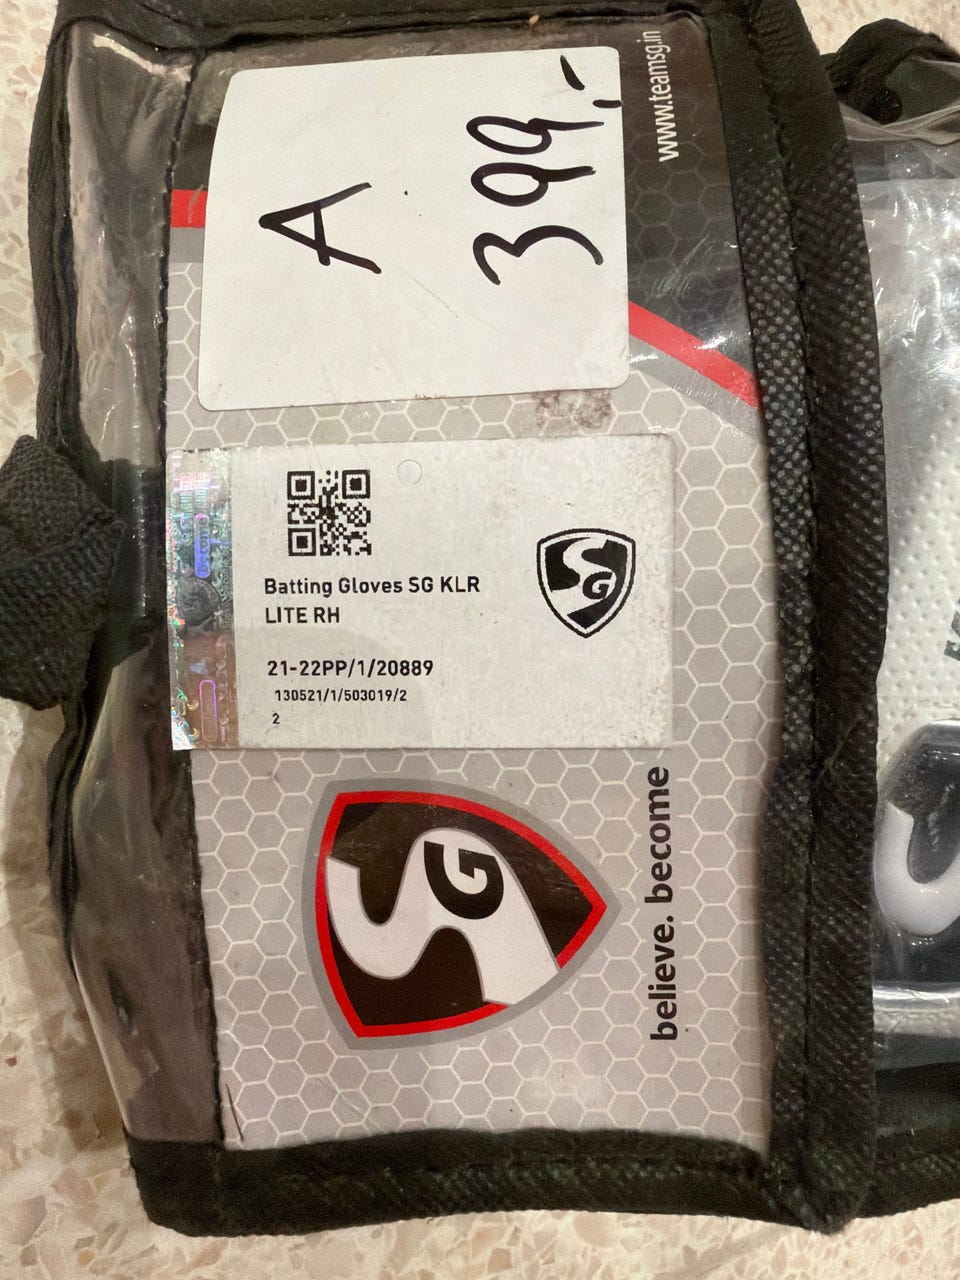 www.teamsg.in
A
399,-
Batting Gloves SG KLR
LITE RH
21-22PP/1/20889
130521/1/503019/2
2
SG
SG
believe. become